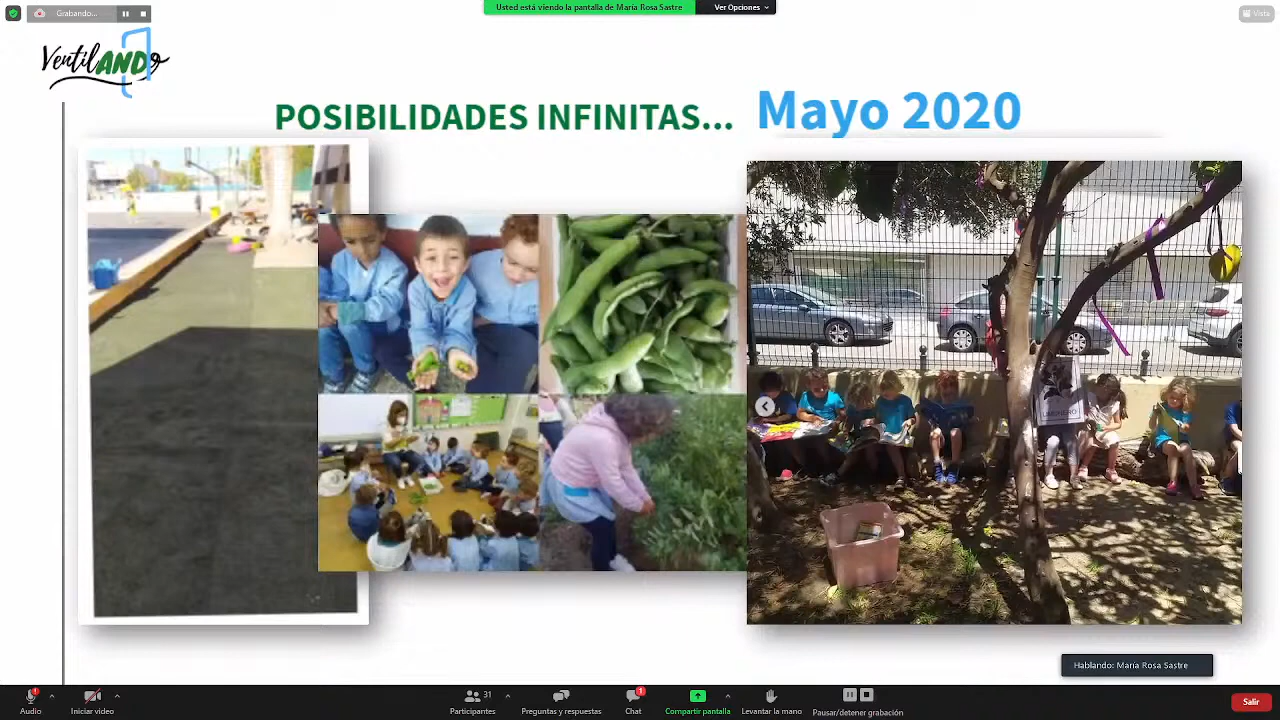 Grabando...
Usted está viendo la pantalla de María Rosa Sastre
Ver Opciones
Vista
VentilANDo
POSIBILIDADES INFINITAS... Mayo 2020
Hablando: María Rosa Sastre
Audio
Iniciar video
31
Participantes
Preguntas y respuestas
1
Chat
Compartir pantalla
Levantar la mano
Pausar/detener grabación
Salir